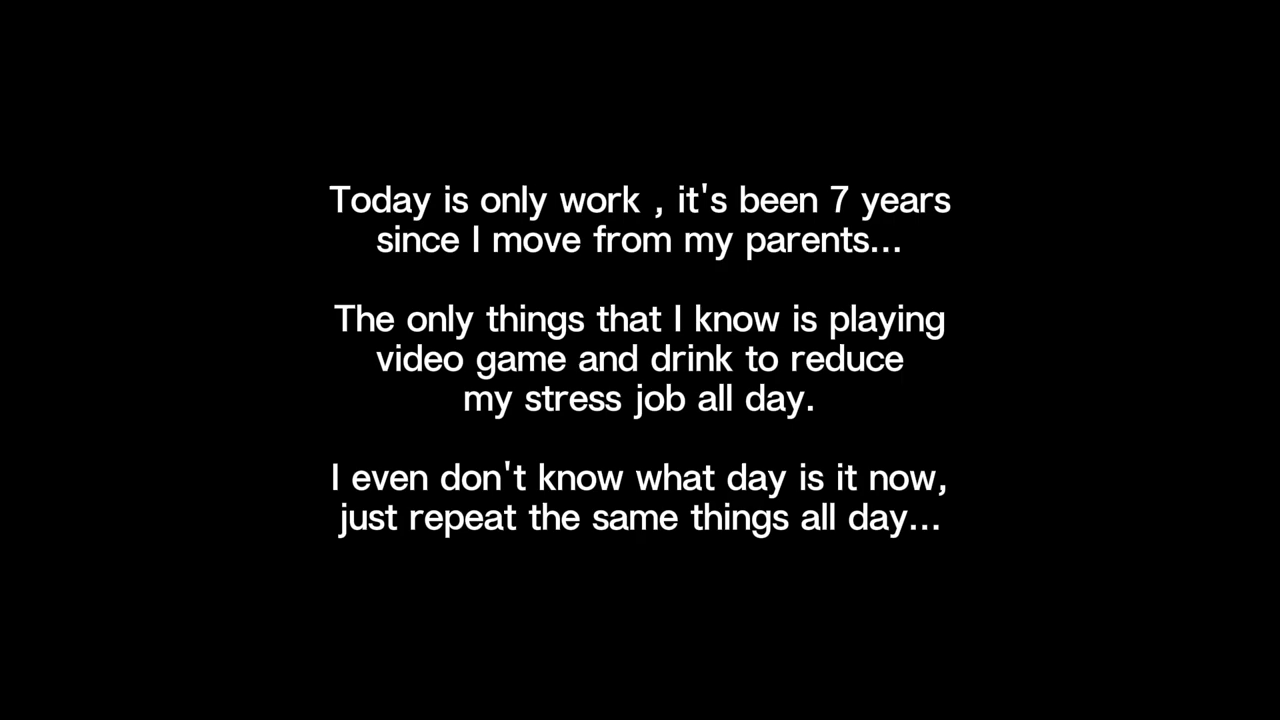 Today is only work , it's been 7 years
since I move from my parents...
The only things that I know is playing
video game and drink to reduce
my stress job all day.
I even don't know what day is it now,
just repeat the same things all day...